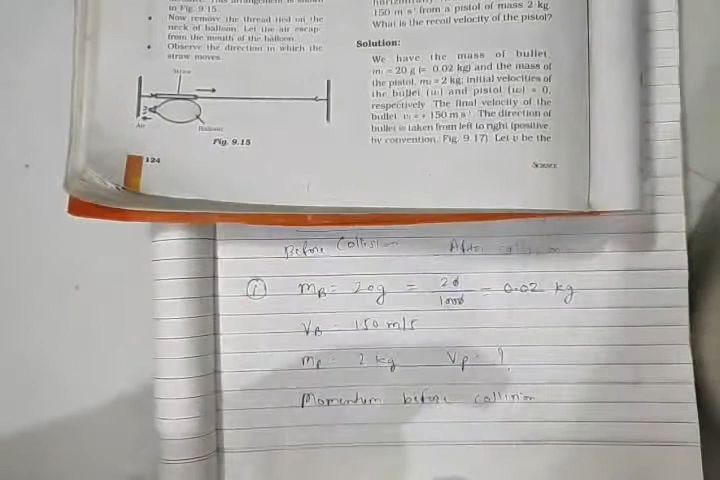 in Fig. 9.15.
• Now remove the thread tied on the
neck of balloon. Let the air escape
from the mouth of the balloon.
• Observe the direction in which the
straw moves.
Straw
Air
Balloon
Fig. 9.15
124
150 m s from a pistol of mass 2 kg.
What is the recoil velocity of the pistol?
Solution:
We have the mass of bullet,
m₁ = 20 g (= 0.02 kg) and the mass of
the pistol, m₂ = 2 kg; initial velocities of
the bullet (u₁) and pistol (u₂) = 0,
respectively. The final velocity of the
bullet, v₁ = + 150 m s⁻¹. The direction of
bullet is taken from left to right (positive,
by convention, Fig. 9.17). Let v be the
SCIENCE
Before Collision After collision
① mB = 20g = 20/1000 = 0.02 kg
VB = 150 m/s
mP = 2 kg VP = ?
Momentum before collision